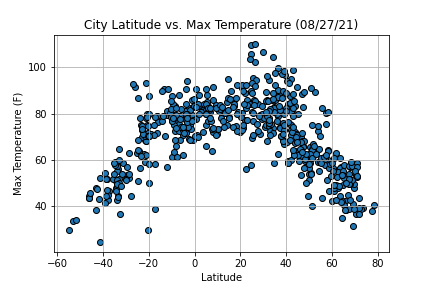 City Latitude vs. Max Temperature (08/27/21)
Max Temperature (F)
100
80
60
40
−60 −40 −20 0 20 40 60 80
Latitude